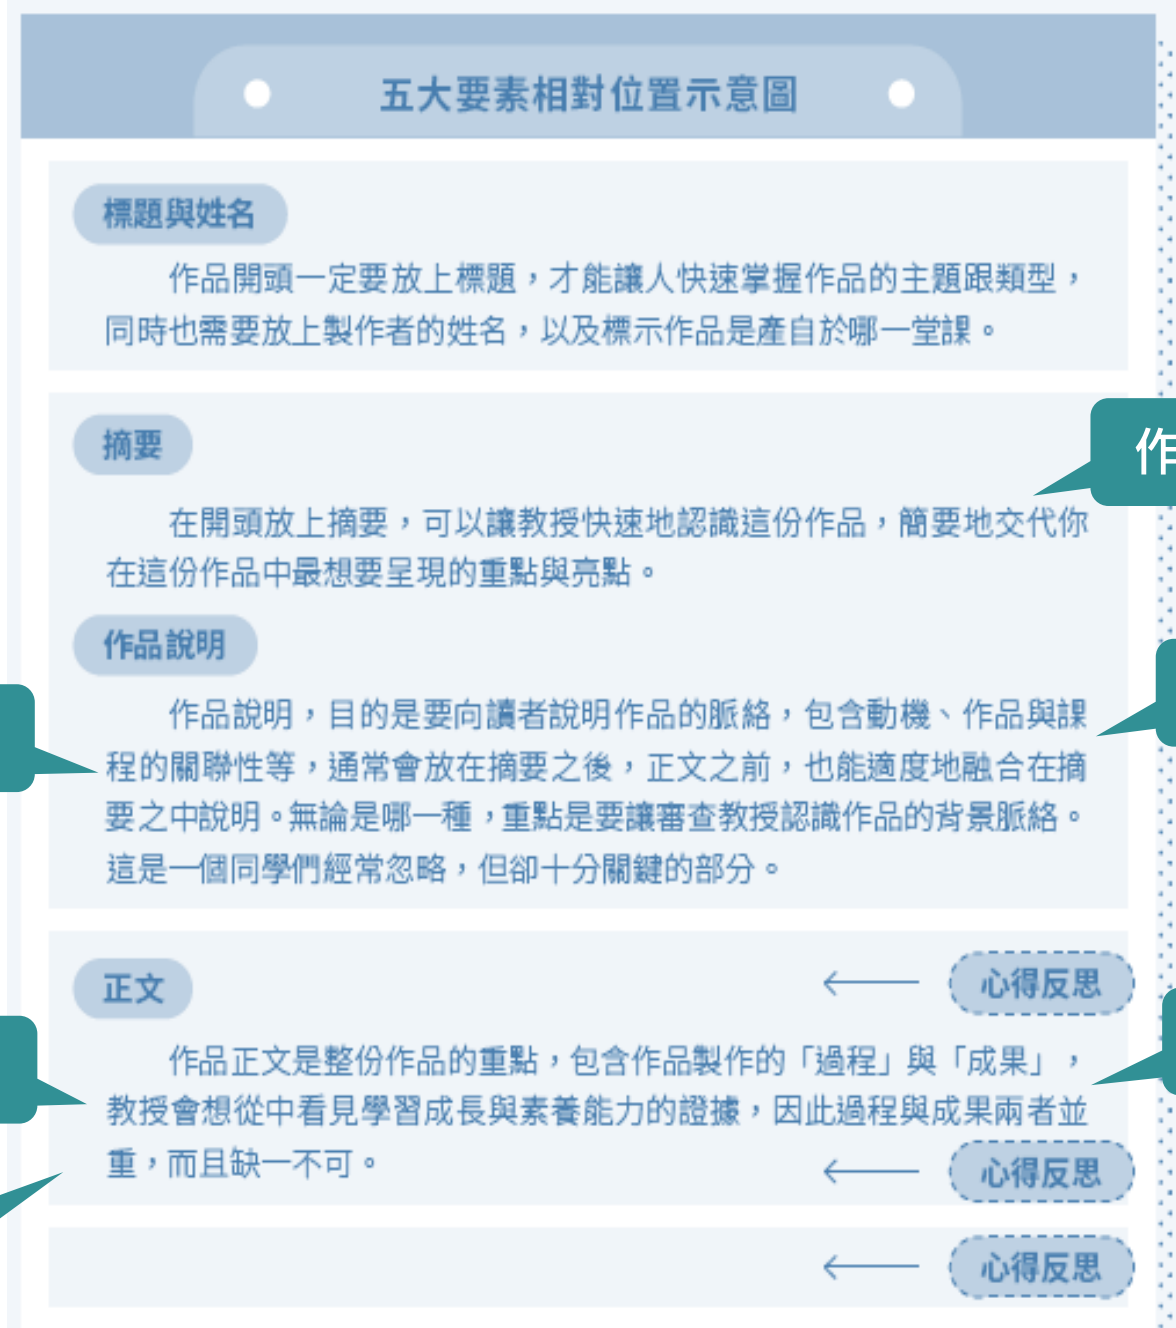 五大要素相對位置示意圖
標題與姓名
作品開頭一定要放上標題，才能讓人快速掌握作品的主題跟類型，
同時也需要放上製作者的姓名，以及標示作品是產自於哪一堂課。
摘要
作
在開頭放上摘要，可以讓教授快速地認識這份作品，簡要地交代你
在這份作品中最想要呈現的重點與亮點。
作品說明
作品說明，目的是要向讀者說明作品的脈絡，包含動機、作品與課
程的關聯性等，通常會放在摘要之後，正文之前，也能適度地融合在摘
要之中說明。無論是哪一種，重點是要讓審查教授認識作品的背景脈絡。
這是一個同學們經常忽略，但卻十分關鍵的部分。
正文
心得反思
作品正文是整份作品的重點，包含作品製作的「過程」與「成果」，
教授會想從中看見學習成長與素養能力的證據，因此過程與成果兩者並
重，而且缺一不可。
心得反思
心得反思